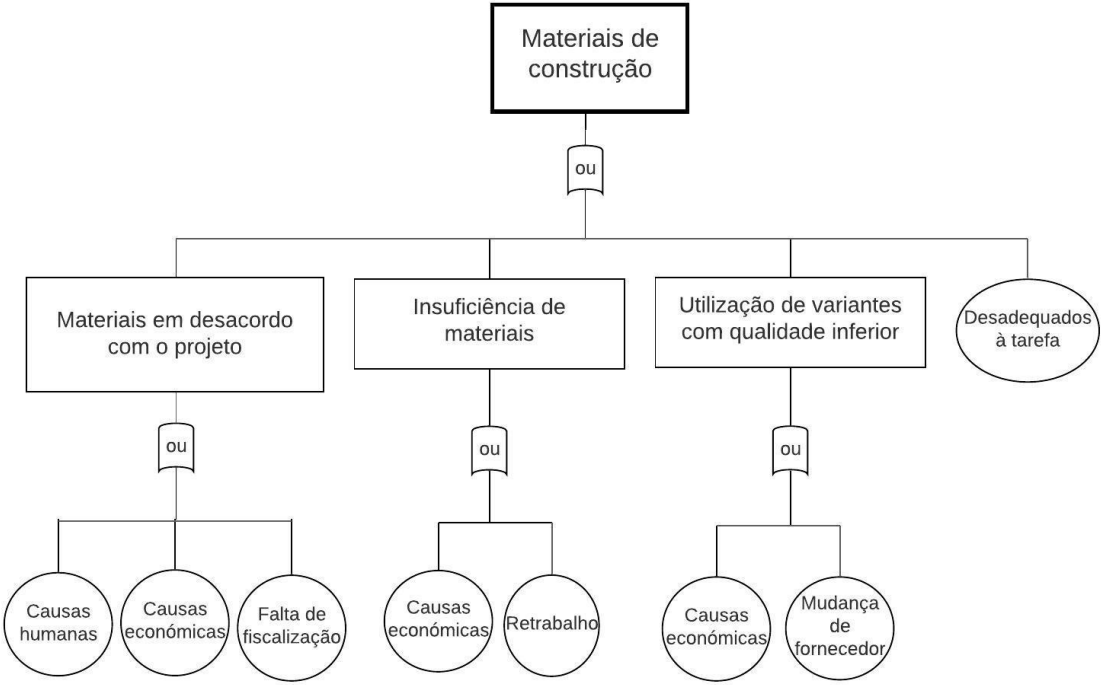 Materiais de
construção
ou
Materiais em desacordo
com o projeto
Insuficiência de
materiais
Utilização de variantes
com qualidade inferior
Desadequados
à tarefa
ou
ou
ou
Causas
humanas
Causas
económicas
Falta de
fiscalização
Causas
económicas
Retrabalho
Causas
económicas
Mudança
de
fornecedor